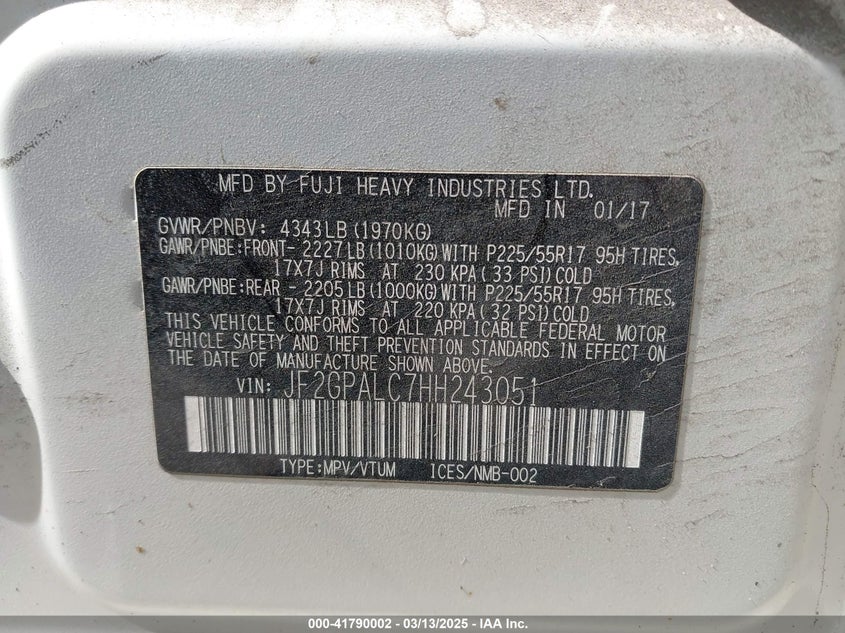 MFD BY FUJI HEAVY INDUSTRIES LTD.
MFD IN 01/17
GVWR/PNBV: 4343LB(1970KG)
GAWR/PNBE:FRONT- 2227LB(1010KG)WITH P225/55R17 95H TIRES,
17X7J RIMS AT 230 KPA( 33 PSI)COLD
GAWR/PNBE:REAR - 2205LB(1000KG)WITH P225/55R17 95H TIRES,
17X7J RIMS AT 220 KPA( 32 PSI)COLD
THIS VEHICLE CONFORMS TO ALL APPLICABLE FEDERAL MOTOR
VEHICLE SAFETY AND THEFT PREVENTION STANDARDS IN EFFECT ON
THE DATE OF MANUFACTURE SHOWN ABOVE.
VIN: JF2GPALC7HH243051
TYPE:MPV/VTUM ICES/NMB-002
000-41790002 - 03/13/2025 - IAA Inc.